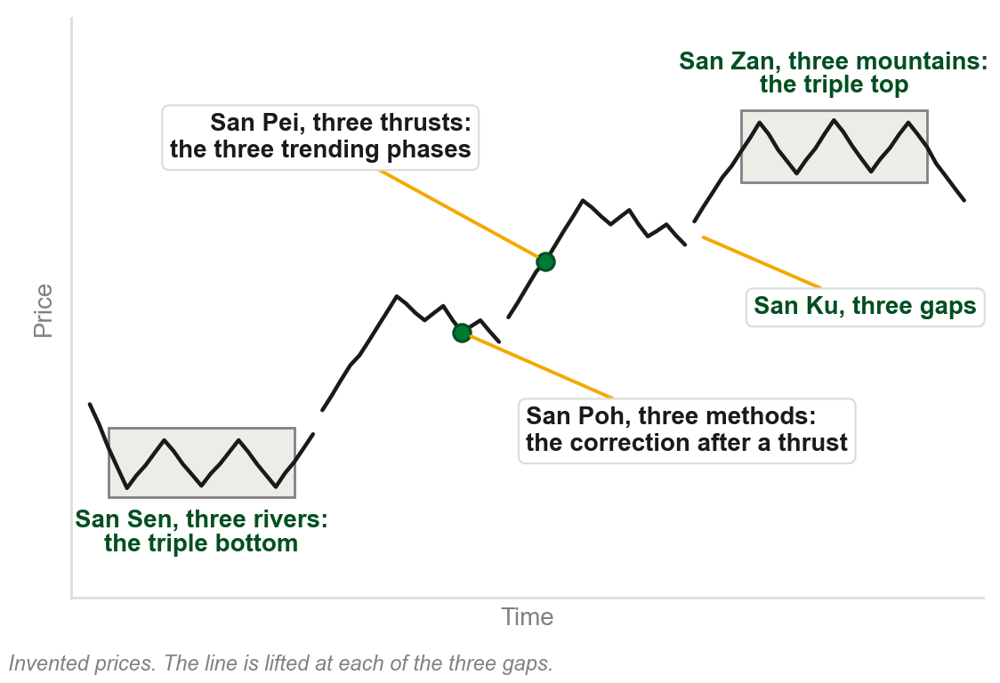 San Zan, three mountains:
the triple top
San Pei, three thrusts:
the three trending phases
San Ku, three gaps
Price
San Poh, three methods:
the correction after a thrust
San Sen, three rivers:
the triple bottom
Time
Invented prices. The line is lifted at each of the three gaps.